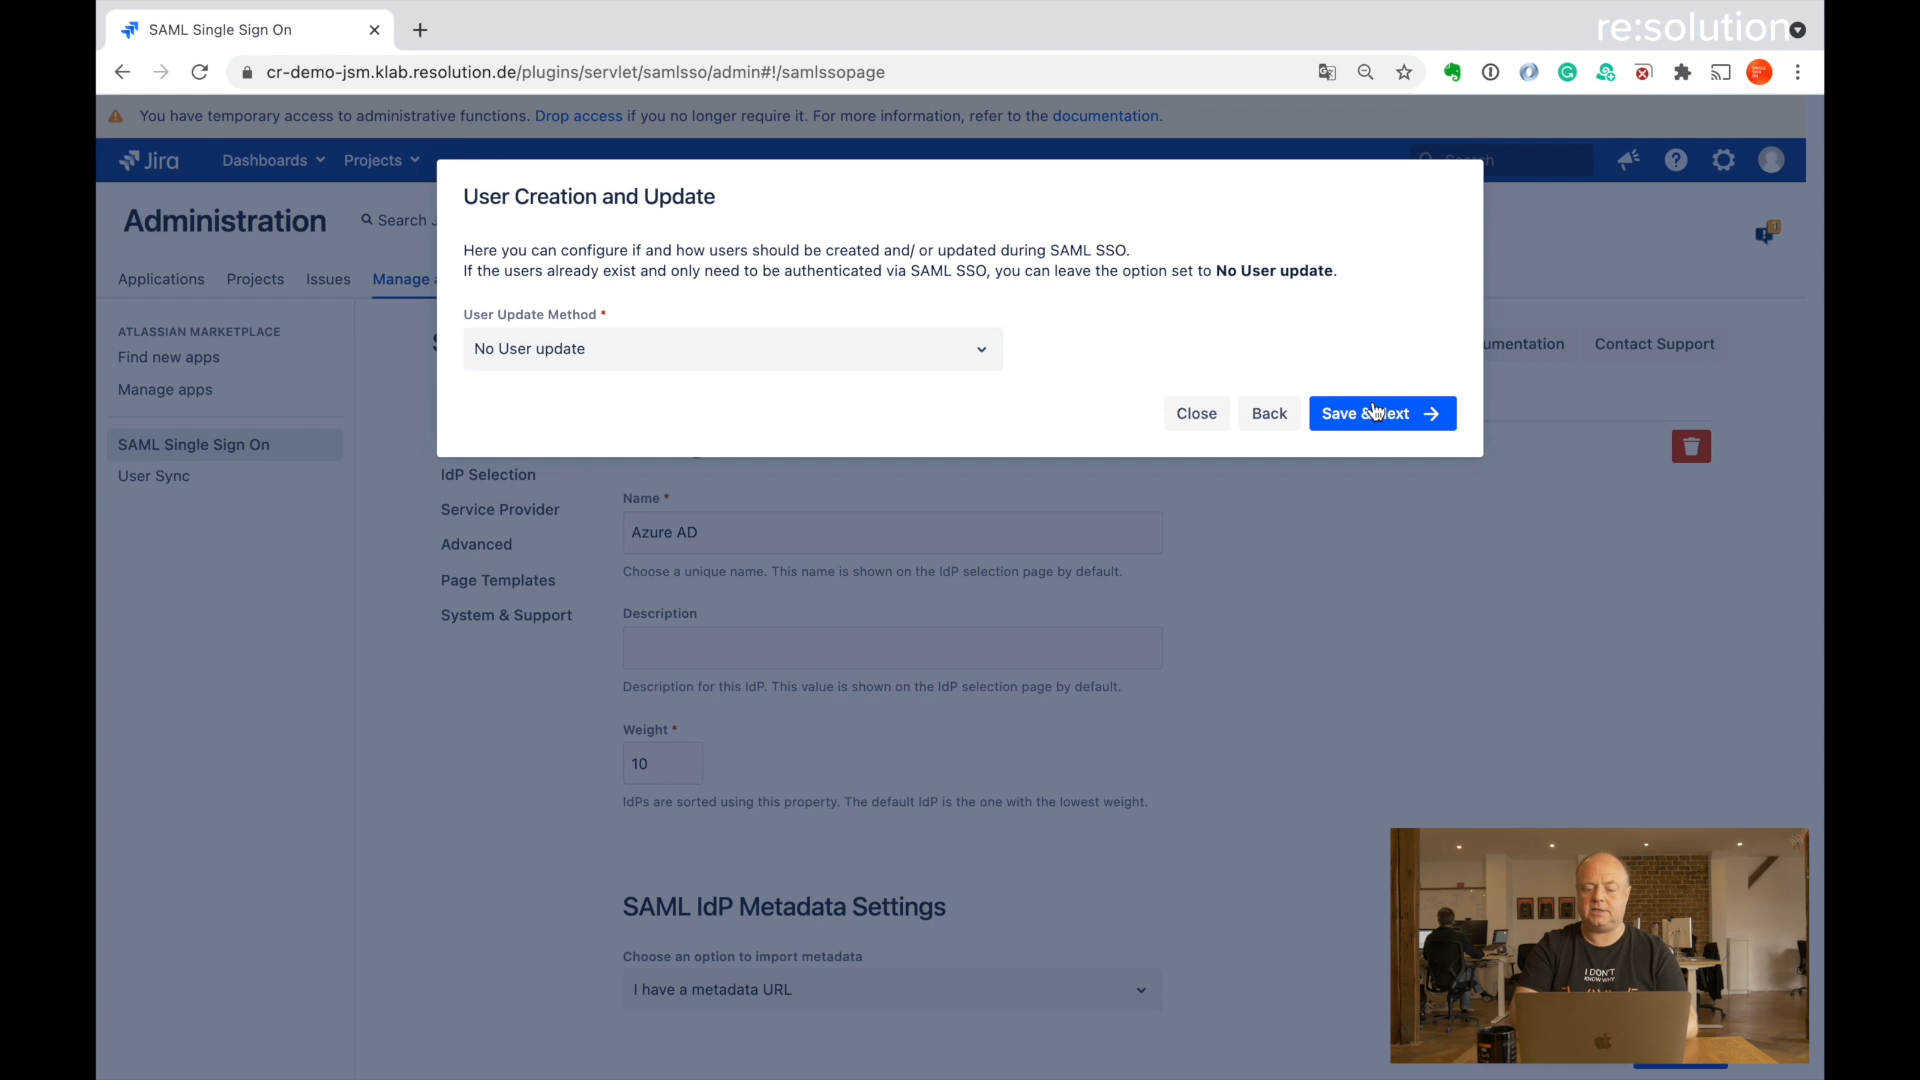 SAML Single Sign On
re:solution
cr-demo-jsm.klab.resolution.de/plugins/servlet/samlsso/admin#!/samlssopage
You have temporary access to administrative functions. Drop access if you no longer require it. For more information, refer to the documentation.
Jira
Dashboards
Projects
Search
User Creation and Update
Administration
Search J
Here you can configure if and how users should be created and/ or updated during SAML SSO.
If the users already exist and only need to be authenticated via SAML SSO, you can leave the option set to No User update.
Applications
Projects
Issues
Manage a
User Update Method *
No User update
Close
Back
Save & Next
ATLASSIAN MARKETPLACE
Find new apps
Manage apps
SAML Single Sign On
User Sync
umentation
Contact Support
IdP Selection
Service Provider
Advanced
Page Templates
System & Support
Name *
Azure AD
Choose a unique name. This name is shown on the IdP selection page by default.
Description
Description for this IdP. This value is shown on the IdP selection page by default.
Weight *
10
IdPs are sorted using this property. The default IdP is the one with the lowest weight.
SAML IdP Metadata Settings
Choose an option to import metadata
I have a metadata URL
I DON'T
KNOW WHY